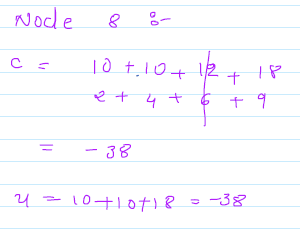 Node 8 :-
c = 10 + 10 + 12 + 18
2 + 4 + 6 + 9
= - 38
u = 10+10+18 = -38